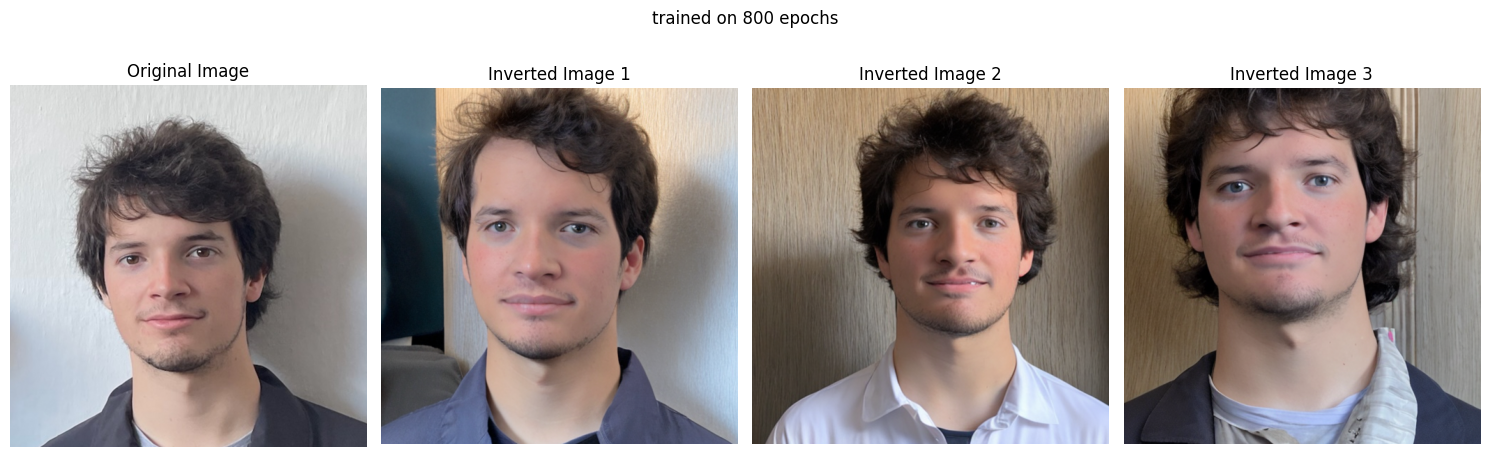 trained on 800 epochs
Original Image
Inverted Image 1
Inverted Image 2
Inverted Image 3